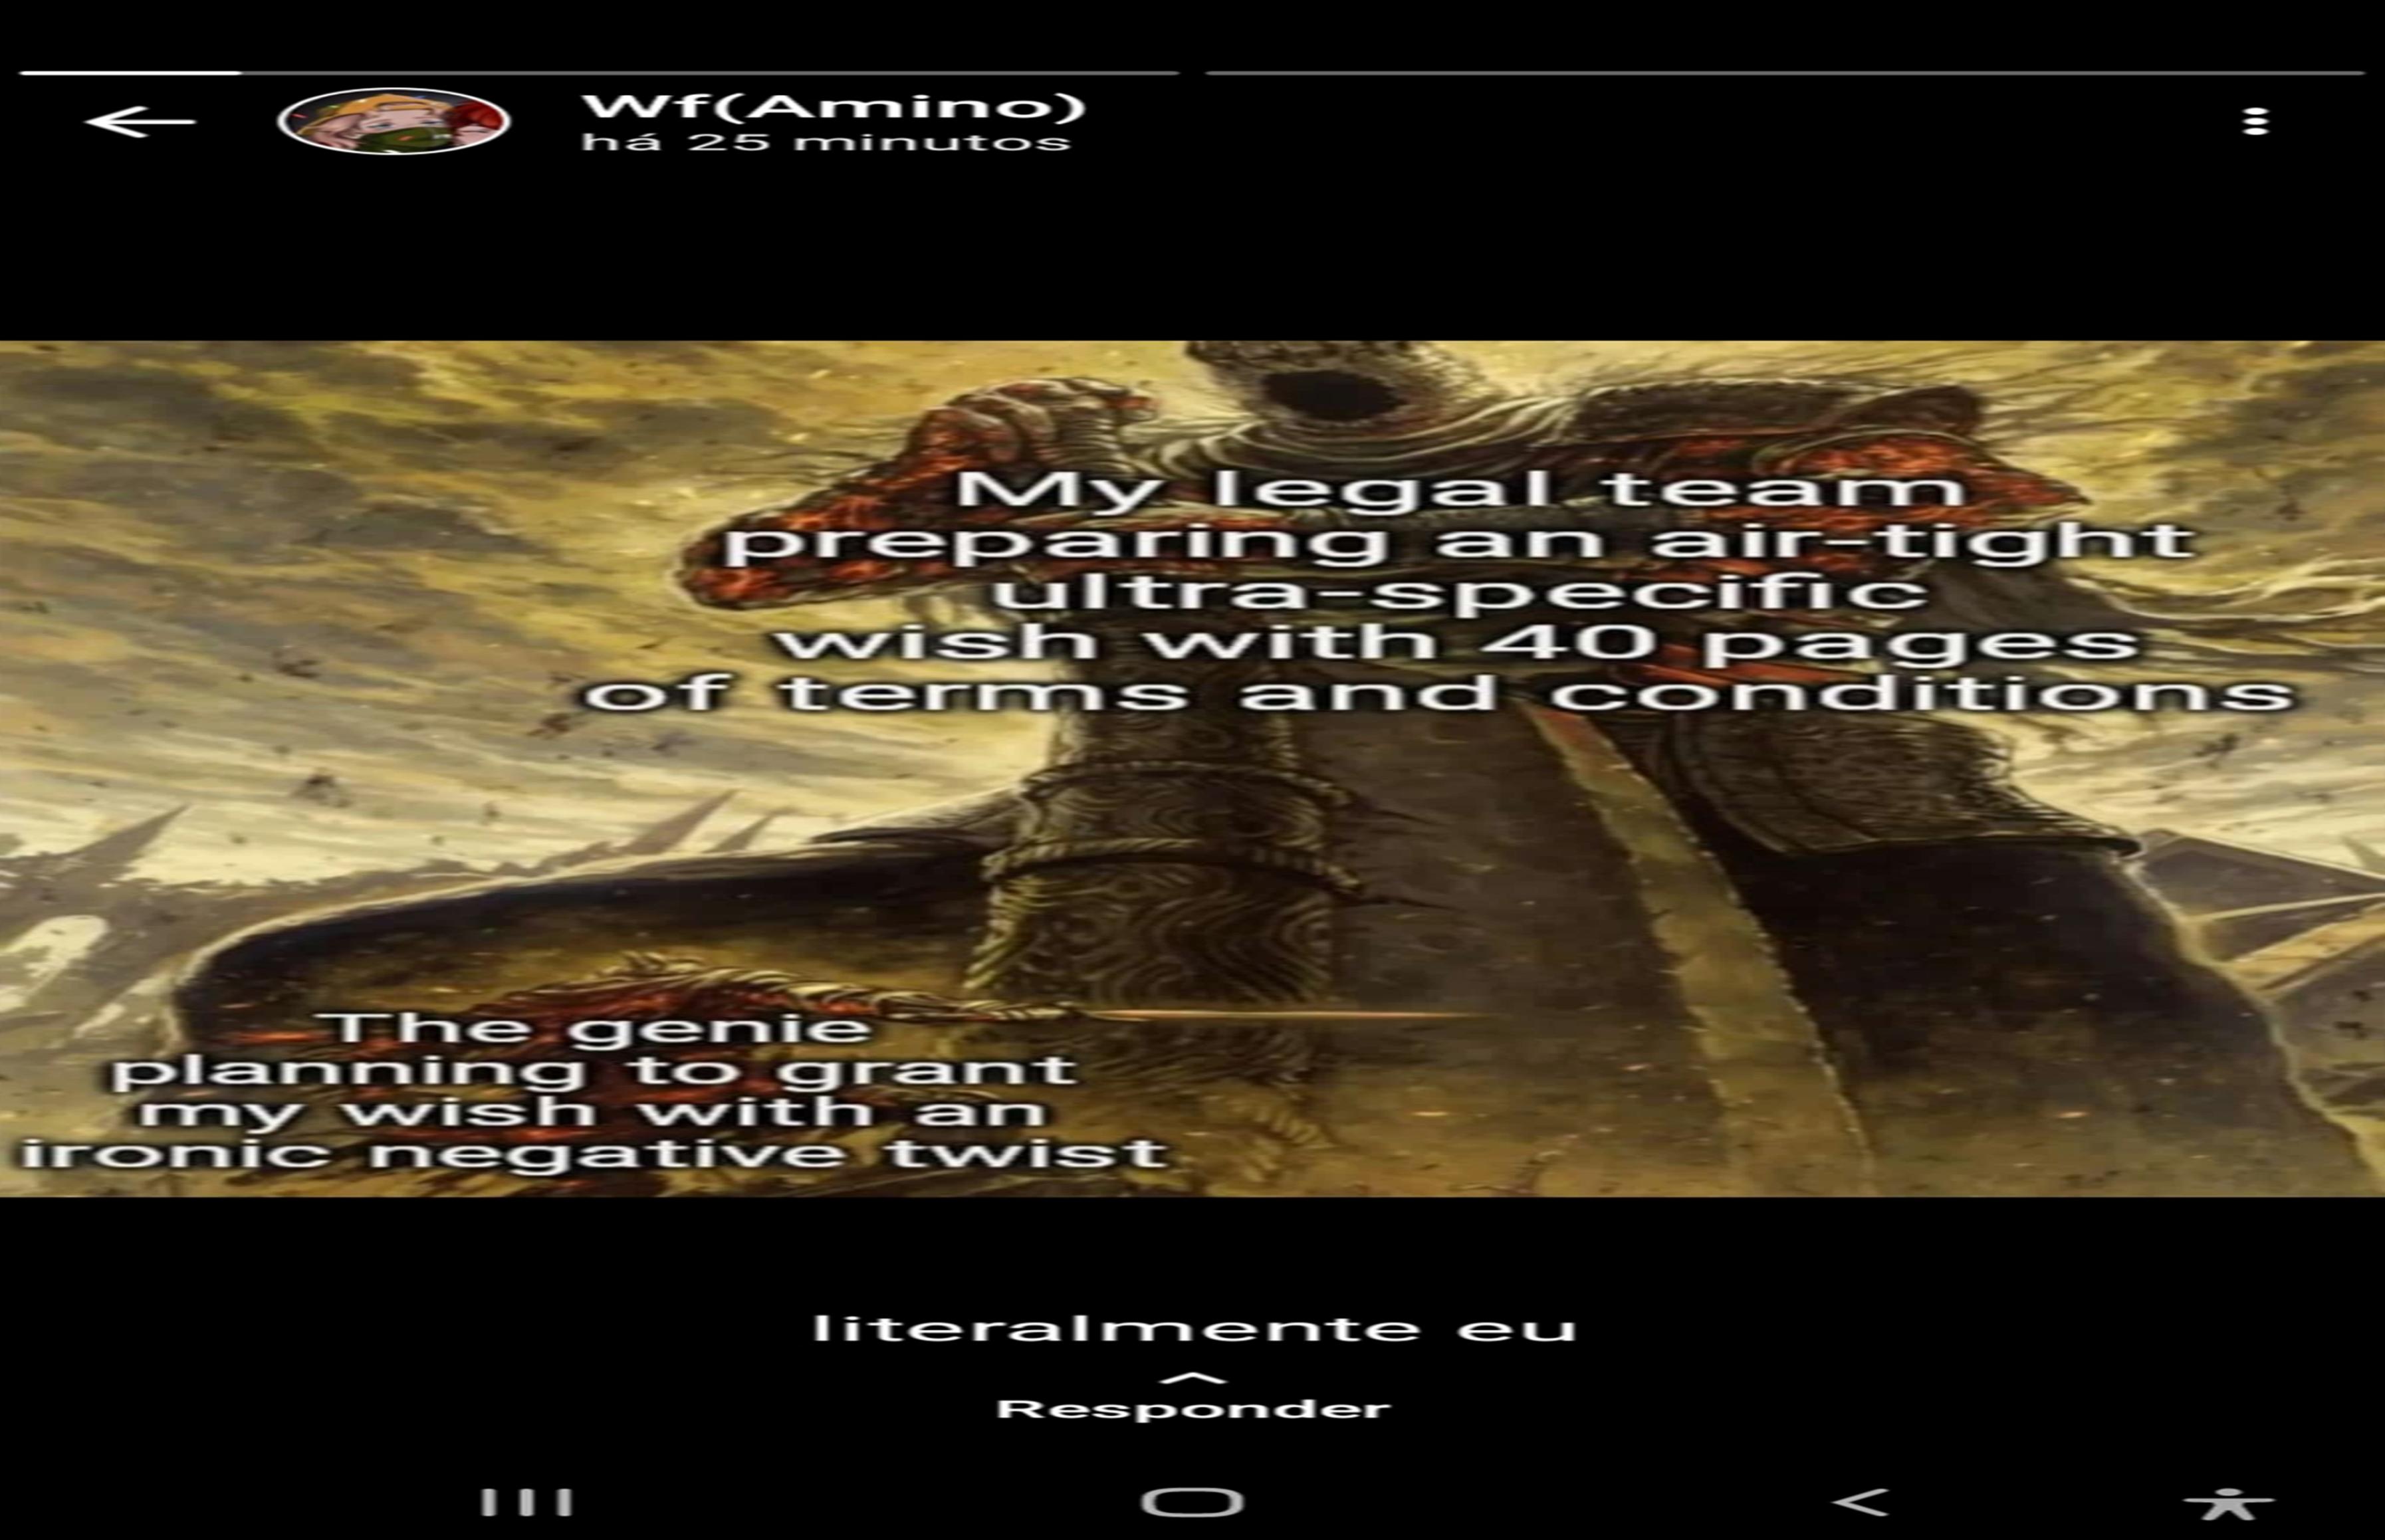 Wf(Amino)
há 25 minutos
My legal team
preparing an air-tight
ultra-specific
wish with 40 pages
of terms and conditions
The genie
planning to grant
my wish with an
ironic negative twist
literalmente eu
Responder